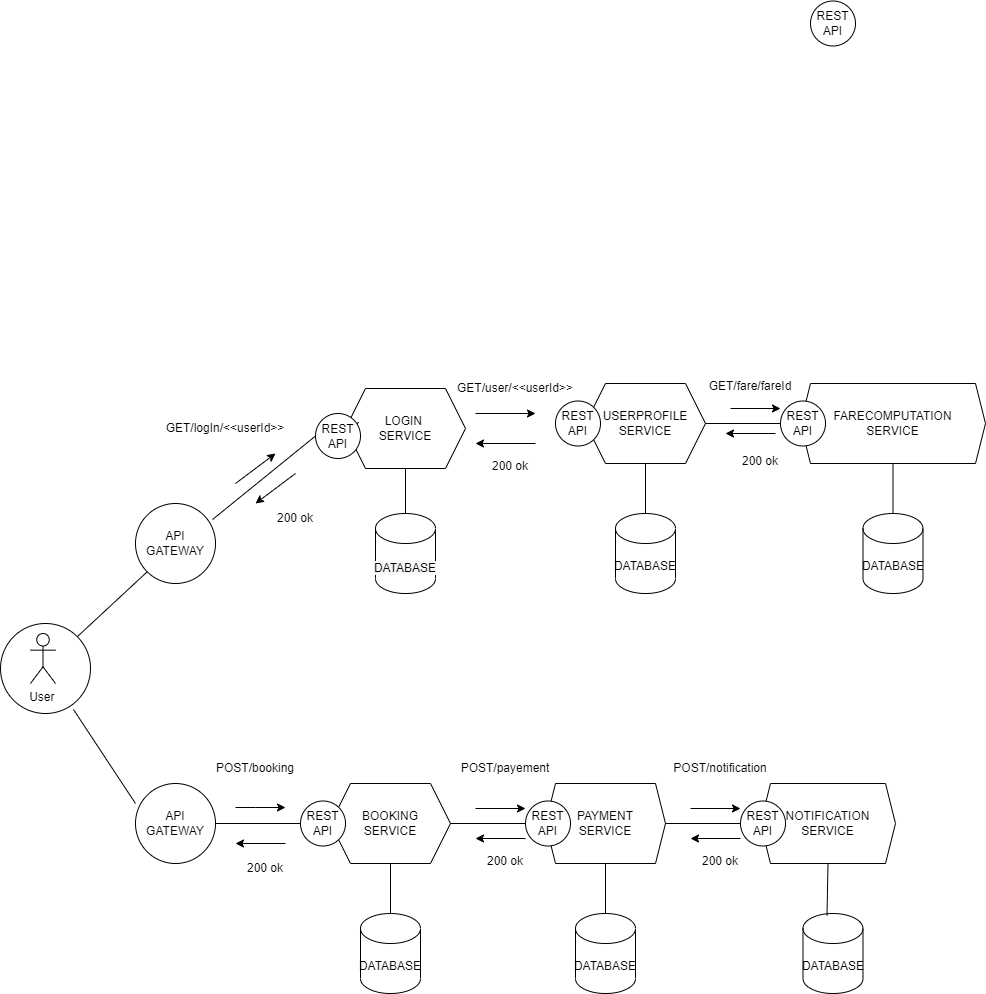 REST
API
GET/user/<<userId>>
GET/fare/fareId
LOGIN
SERVICE
REST
API
USERPROFILE
SERVICE
REST
API
FARECOMPUTATION
SERVICE
GET/logIn/<<userId>>
REST
API
200 ok
200 ok
200 ok
API
GATEWAY
DATABASE
DATABASE
DATABASE
User
POST/booking
POST/payement
POST/notification
API
GATEWAY
REST
API
BOOKING
SERVICE
REST
API
PAYMENT
SERVICE
REST
API
NOTIFICATION
SERVICE
200 ok
200 ok
200 ok
DATABASE
DATABASE
DATABASE